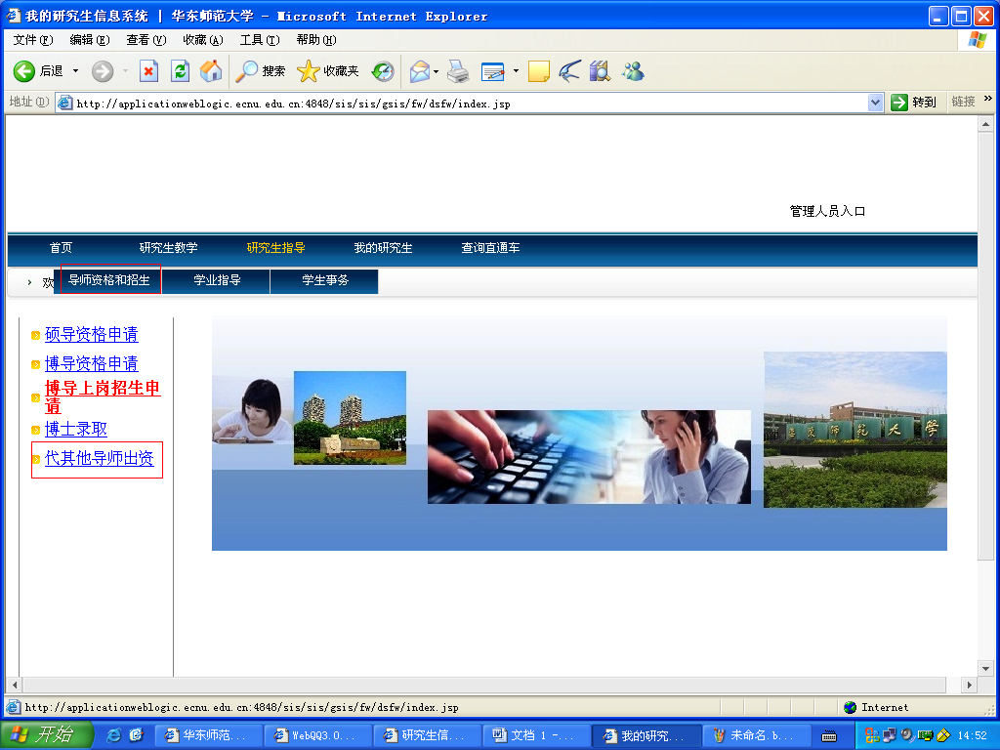 我的研究生信息系统 | 华东师范大学 - Microsoft Internet Explorer
文件(F) 编辑(E) 查看(V) 收藏(A) 工具(T) 帮助(H)
后退 搜索 收藏夹
地址(D) http://applicationweblogic.ecnu.edu.cn:4848/sis/sis/gsis/fw/dsfw/index.jsp 转到 链接 »
管理人员入口
首页 研究生教学 研究生指导 我的研究生 查询直通车
› 欢 导师资格和招生 学业指导 学生事务
硕导资格申请
博导资格申请
博导上岗招生申
请
博士录取
代其他导师出资
http://applicationweblogic.ecnu.edu.cn:4848/sis/sis/gsis/fw/dsfw/index.jsp Internet
开始 华东师范... WebQQ3.0... 研究生信... 文档 1 -... 我的研究... 未命名.b... 14:52